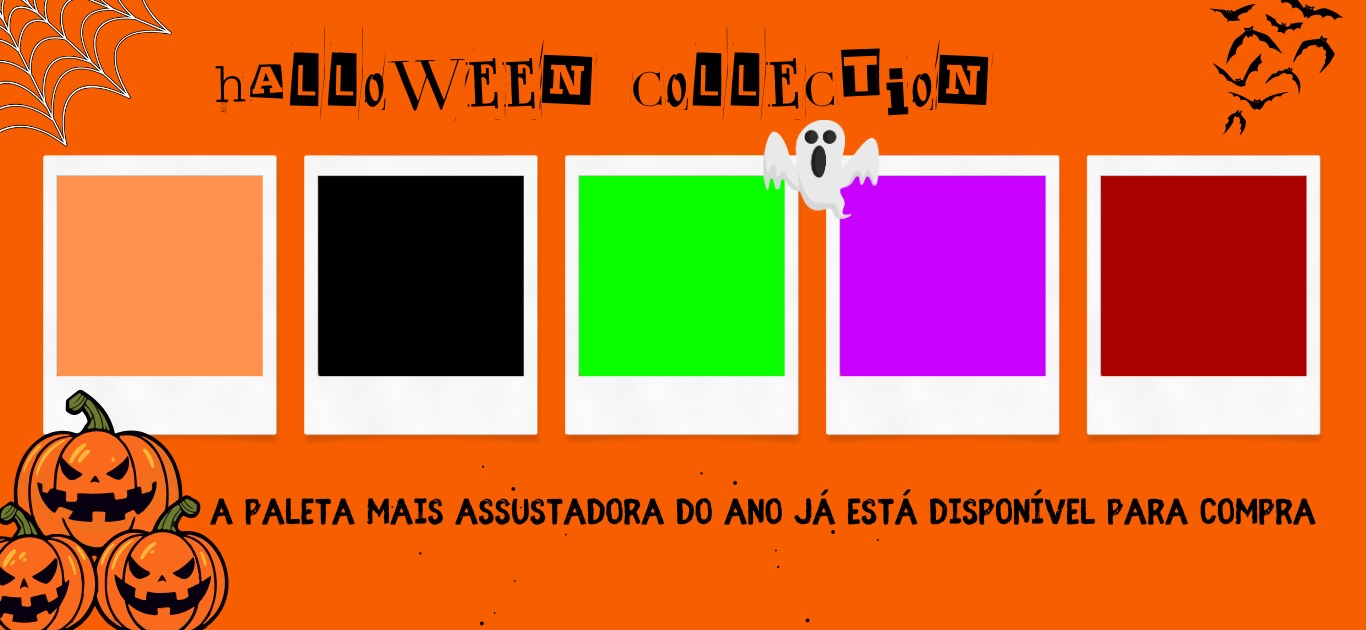 hALLoWEEN CoLLECTioN
A PALETA MAIS ASSUSTADORA DO ANO JÁ ESTÁ DISPONÍVEL PARA COMPRA